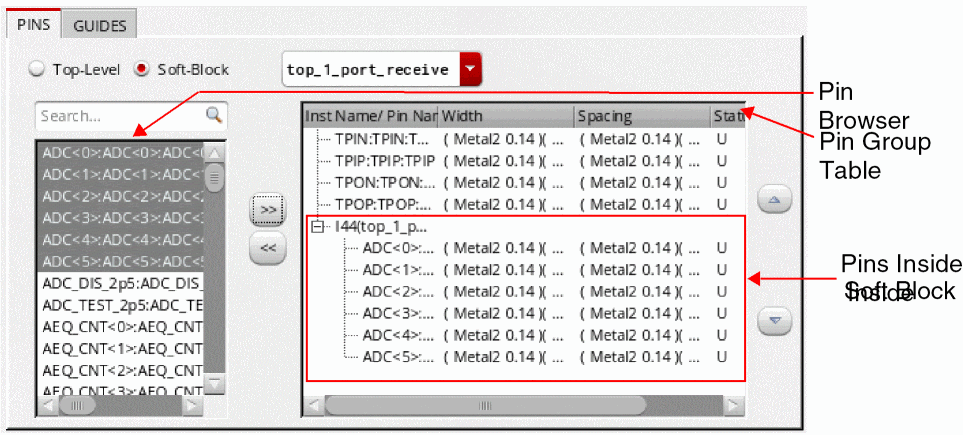 PINS GUIDES
Top-Level Soft-Block top_1_port_receive
Search...
ADC<0>:ADC<0>:ADC<0
ADC<1>:ADC<1>:ADC<1
ADC<2>:ADC<2>:ADC<2
ADC<3>:ADC<3>:ADC<3
ADC<4>:ADC<4>:ADC<4
ADC<5>:ADC<5>:ADC<5
ADC_DIS_2p5:ADC_DIS_
ADC_TEST_2p5:ADC_TE
AEQ_CNT<0>:AEQ_CNT
AEQ_CNT<1>:AEQ_CNT
AEQ_CNT<2>:AEQ_CNT
AEQ_CNT<3>:AEQ_CNT
>>
<<
Inst Name/ Pin Nar Width Spacing Stat
TPIN:TPIN:T... ( Metal2 0.14 )( ... ( Metal2 0.14 )( ... U
TPIP:TPIP:TPIP ( Metal2 0.14 )( ... ( Metal2 0.14 )( ... U
TPON:TPON:... ( Metal2 0.14 )( ... ( Metal2 0.14 )( ... U
TPOP:TPOP:... ( Metal2 0.14 )( ... ( Metal2 0.14 )( ... U
I44(top_1_p...
ADC<0>:... ( Metal2 0.14 )( ... ( Metal2 0.14 )( ... U
ADC<1>:... ( Metal2 0.14 )( ... ( Metal2 0.14 )( ... U
ADC<2>:... ( Metal2 0.14 )( ... ( Metal2 0.14 )( ... U
ADC<3>:... ( Metal2 0.14 )( ... ( Metal2 0.14 )( ... U
ADC<4>:... ( Metal2 0.14 )( ... ( Metal2 0.14 )( ... U
ADC<5>:... ( Metal2 0.14 )( ... ( Metal2 0.14 )( ... U
Pin
Browser
Pin Group
Table
Pins Inside
Soft Block
Inside